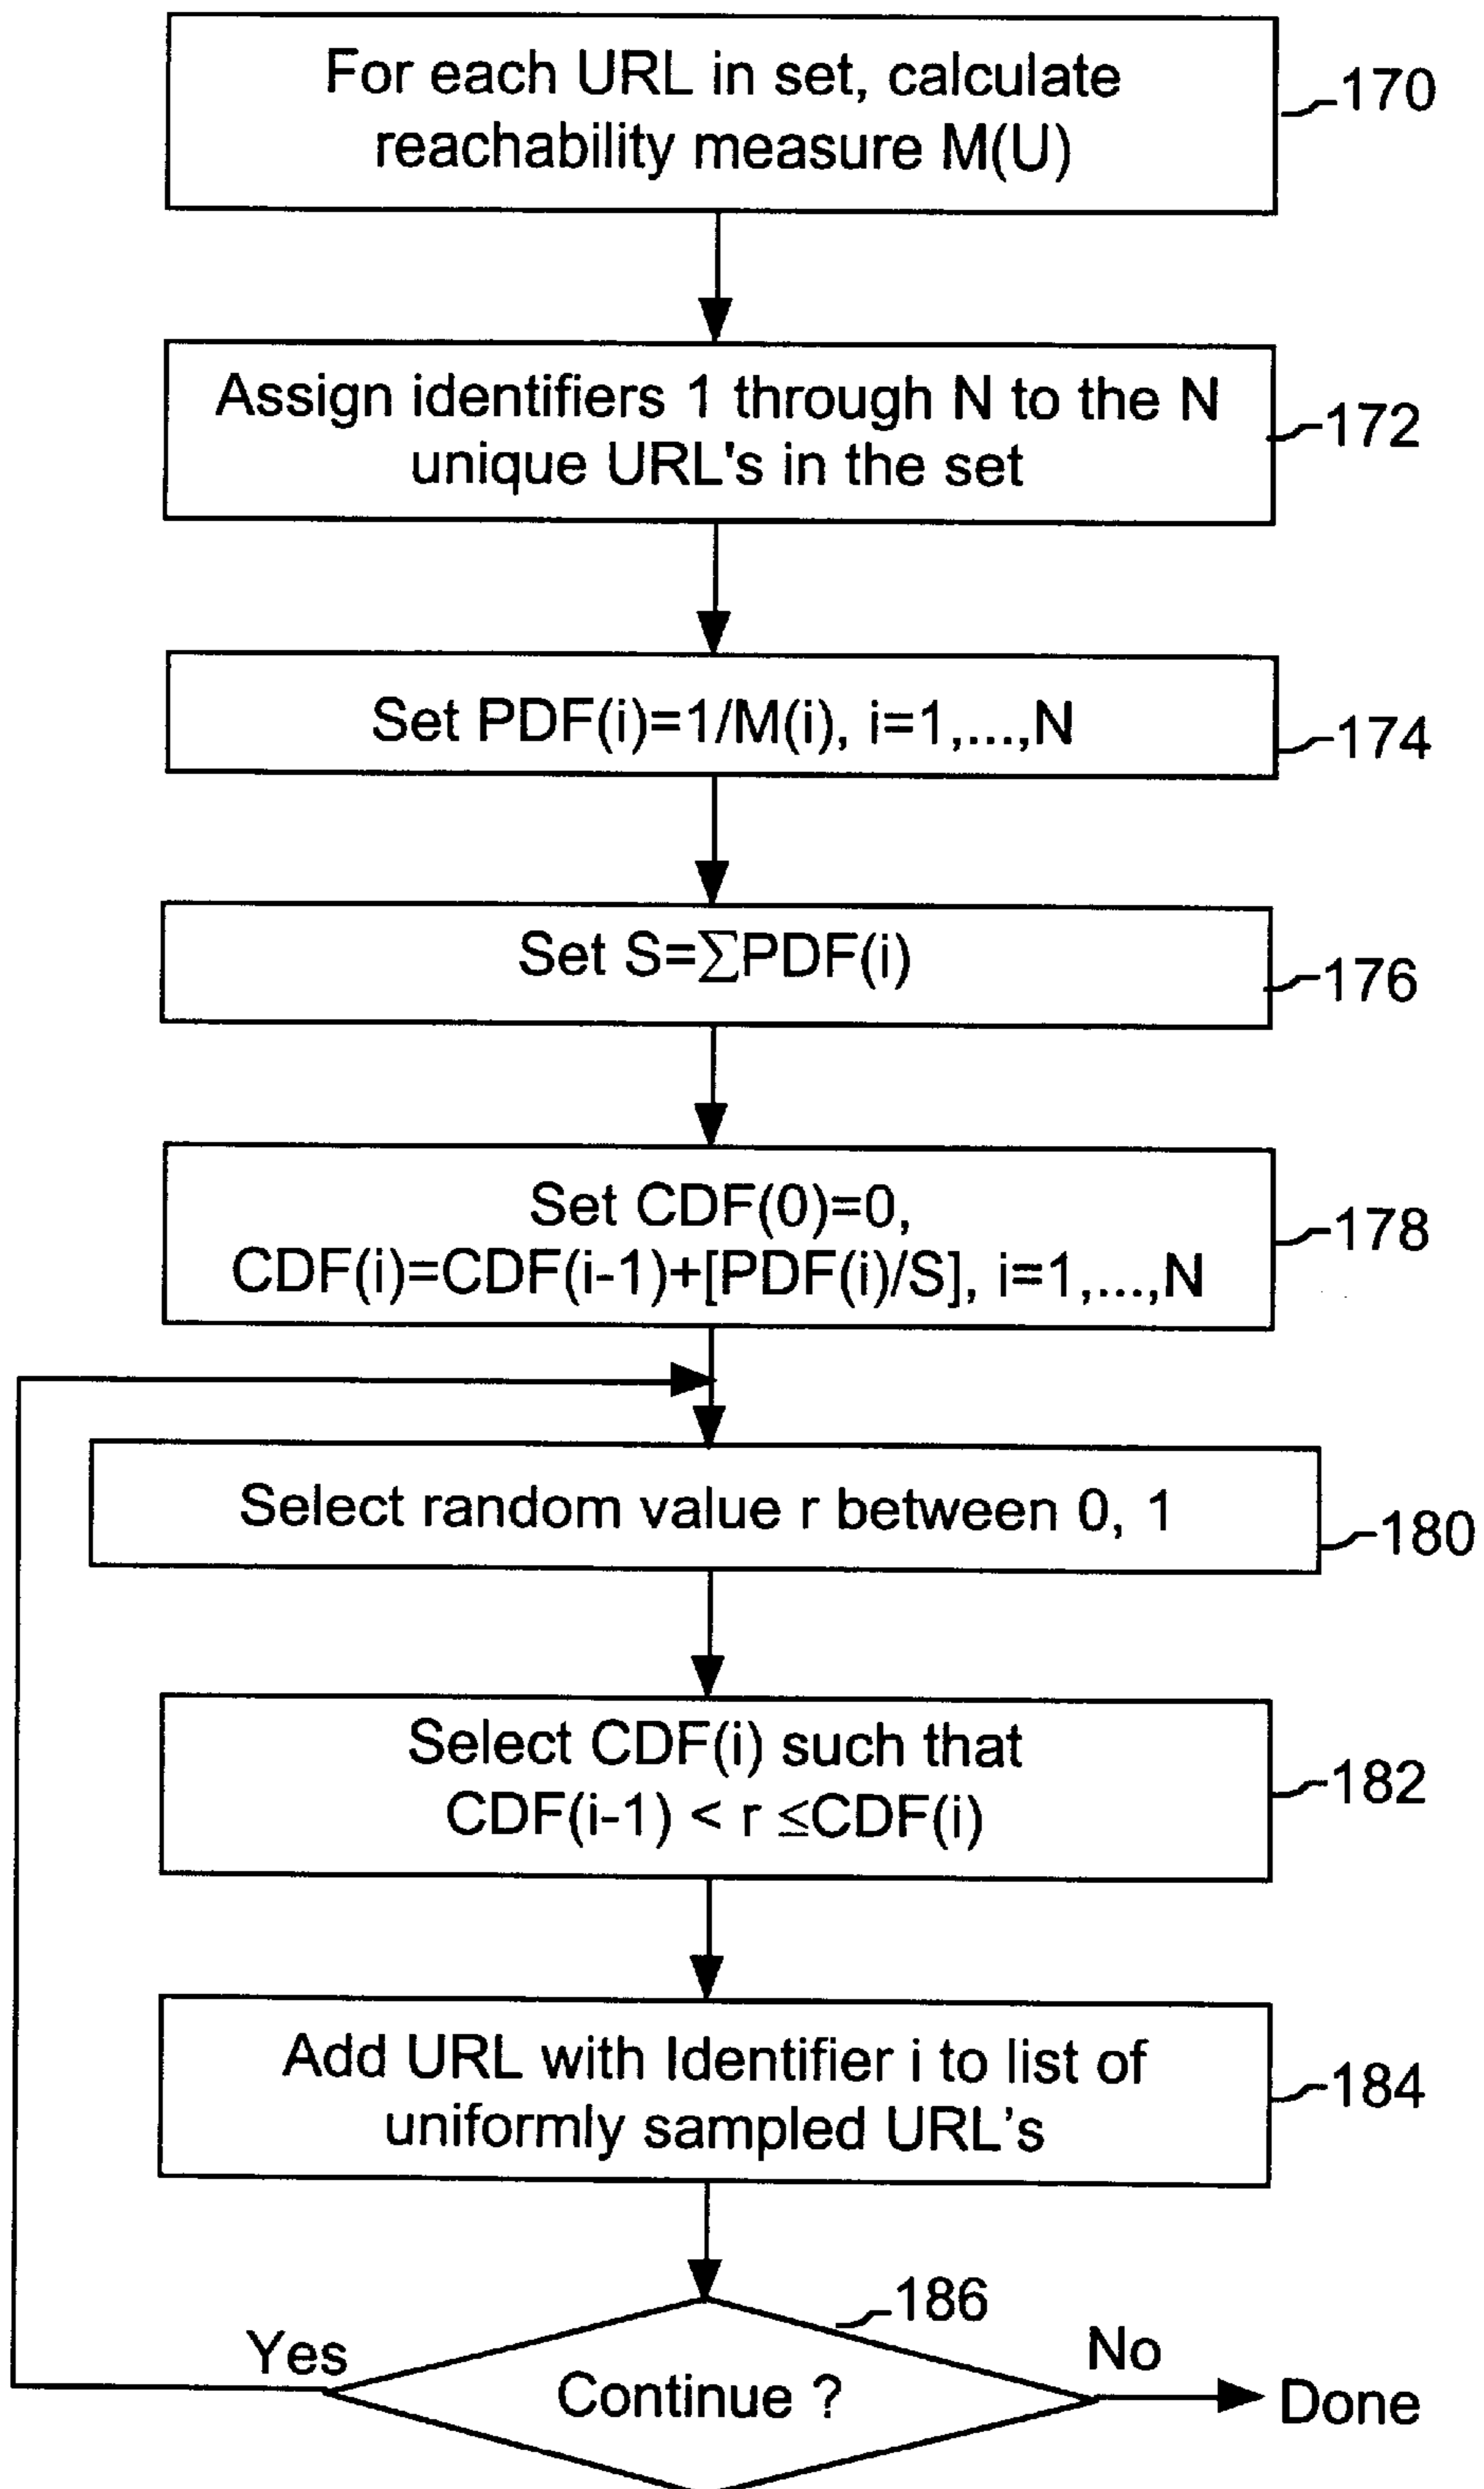 For each URL in set, calculate
reachability measure M(U)
170
Assign identifiers 1 through N to the N
unique URL's in the set
172
Set PDF(i)=1/M(i), i=1,...,N
174
Set S=∑PDF(i)
176
Set CDF(0)=0,
CDF(i)=CDF(i-1)+[PDF(i)/S], i=1,...,N
178
Select random value r between 0, 1
180
Select CDF(i) such that
CDF(i-1) < r ≤CDF(i)
182
Add URL with Identifier i to list of
uniformly sampled URL’s
184
186
Yes
Continue ?
No
Done